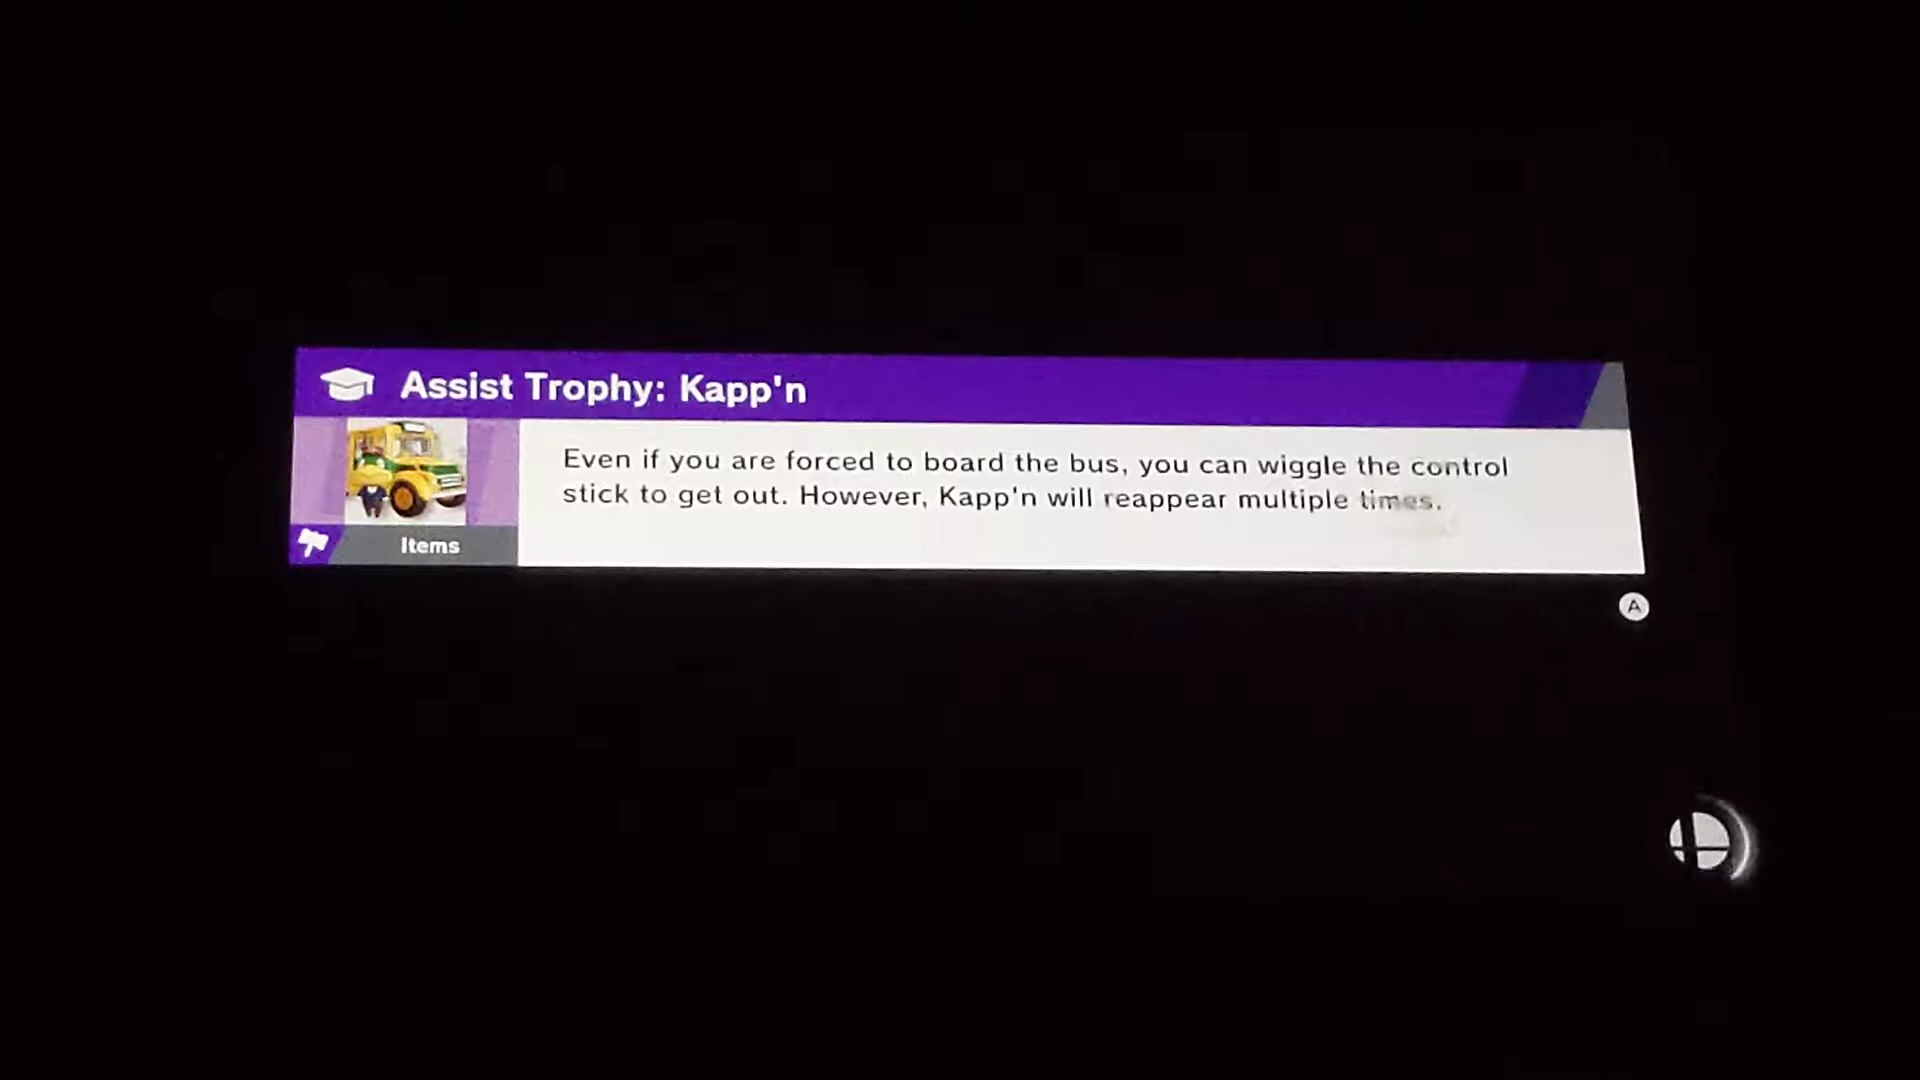 Assist Trophy: Kapp'n
Even if you are forced to board the bus, you can wiggle the control
stick to get out. However, Kapp'n will reappear multiple times.
Items
A